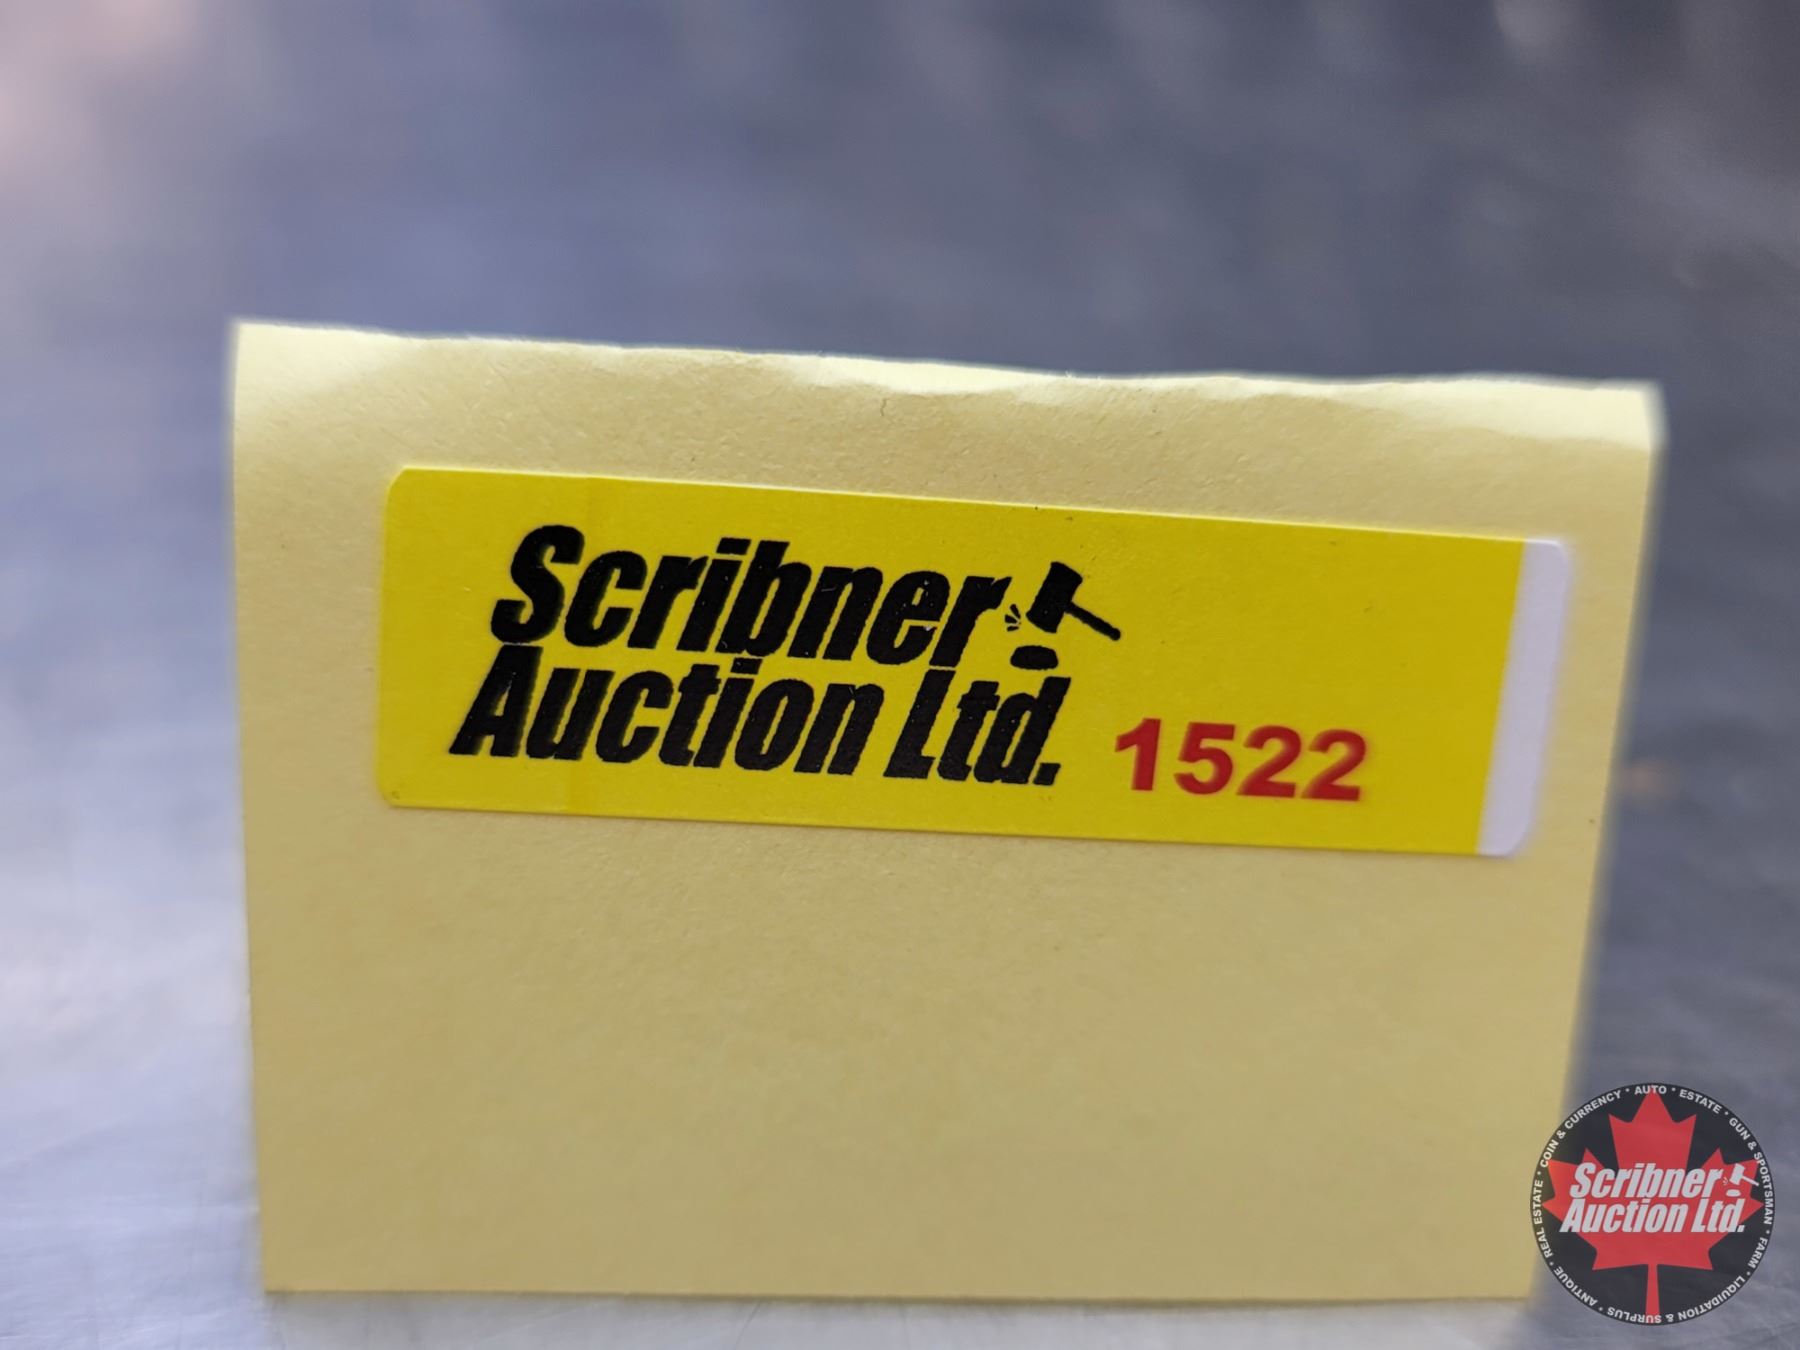 Scribner
Auction Ltd. 1522
COIN & CURRENCY * AUTO * ESTATE * GUN & SPORTSMAN * FARM * LIQUIDATION & SURPLUS * ANTIQUE * REAL ESTATE *
Scribner
Auction Ltd.